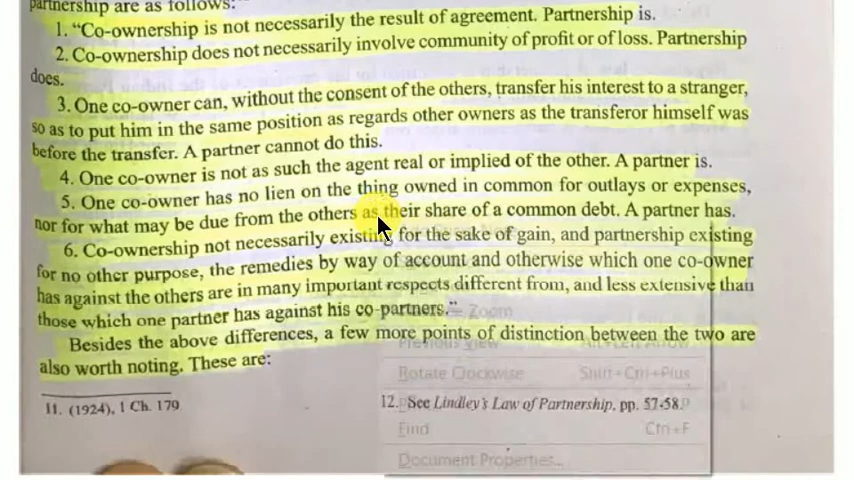 partnership are as follows:
1. “Co-ownership is not necessarily the result of agreement. Partnership is.
2. Co-ownership does not necessarily involve community of profit or of loss. Partnership
does.
3. One co-owner can, without the consent of the others, transfer his interest to a stranger,
so as to put him in the same position as regards other owners as the transferor himself was
before the transfer. A partner cannot do this.
4. One co-owner is not as such the agent real or implied of the other. A partner is.
5. One co-owner has no lien on the thing owned in common for outlays or expenses,
nor for what may be due from the others as their share of a common debt. A partner has.
6. Co-ownership not necessarily existing for the sake of gain, and partnership existing
for no other purpose, the remedies by way of account and otherwise which one co-owner
has against the others are in many important respects different from, and less extensive than
those which one partner has against his co-partners.”
Zoom
Besides the above differences, a few more points of distinction between the two are
Previous View Alt+Left Arrow
also worth noting. These are:
Rotate Clockwise Shift+Ctrl+Plus
11. (1924), 1 Ch. 179
12. See Lindley's Law of Partnership, pp. 57-58.
Find Ctrl+F
Document Properties...